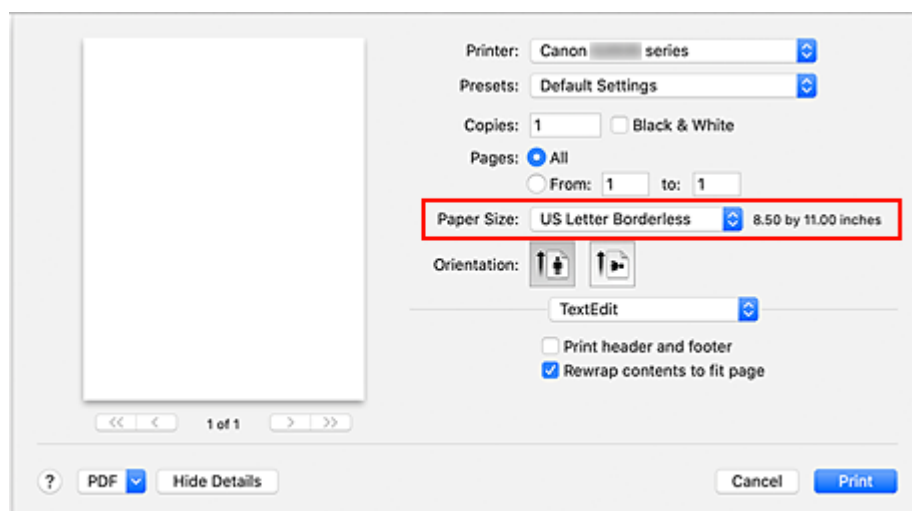 Printer: Canon series
Presets: Default Settings
Copies: 1 Black & White
Pages: All
From: 1 to: 1
Paper Size: US Letter Borderless 8.50 by 11.00 inches
Orientation:
TextEdit
Print header and footer
Rewrap contents to fit page
<< < 1 of 1 > >>
? PDF Hide Details Cancel Print